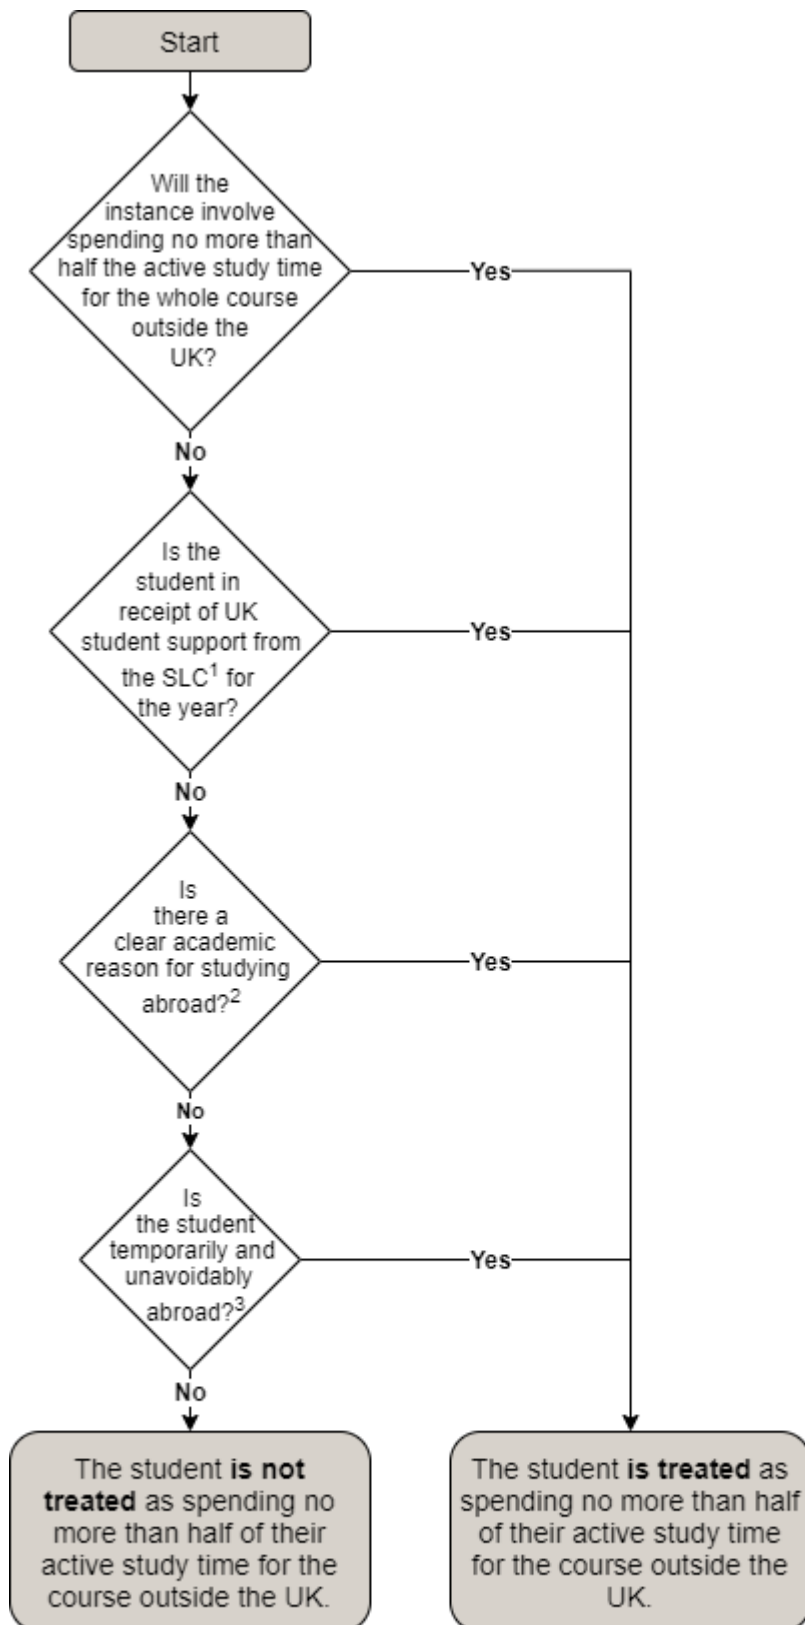 Start
Will the
instance involve
spending no more than
half the active study time
for the whole course
outside the
UK?
Yes
No
Is the
student in
receipt of UK
student support from
the SLC¹ for
the year?
Yes
No
Is
there a
clear academic
reason for studying
abroad?²
Yes
No
Is
the student
temporarily and
unavoidably
abroad?³
Yes
No
The student is not
treated as spending no
more than half of their
active study time for the
course outside the UK.
The student is treated as
spending no more than half
of their active study time
for the course outside the
UK.